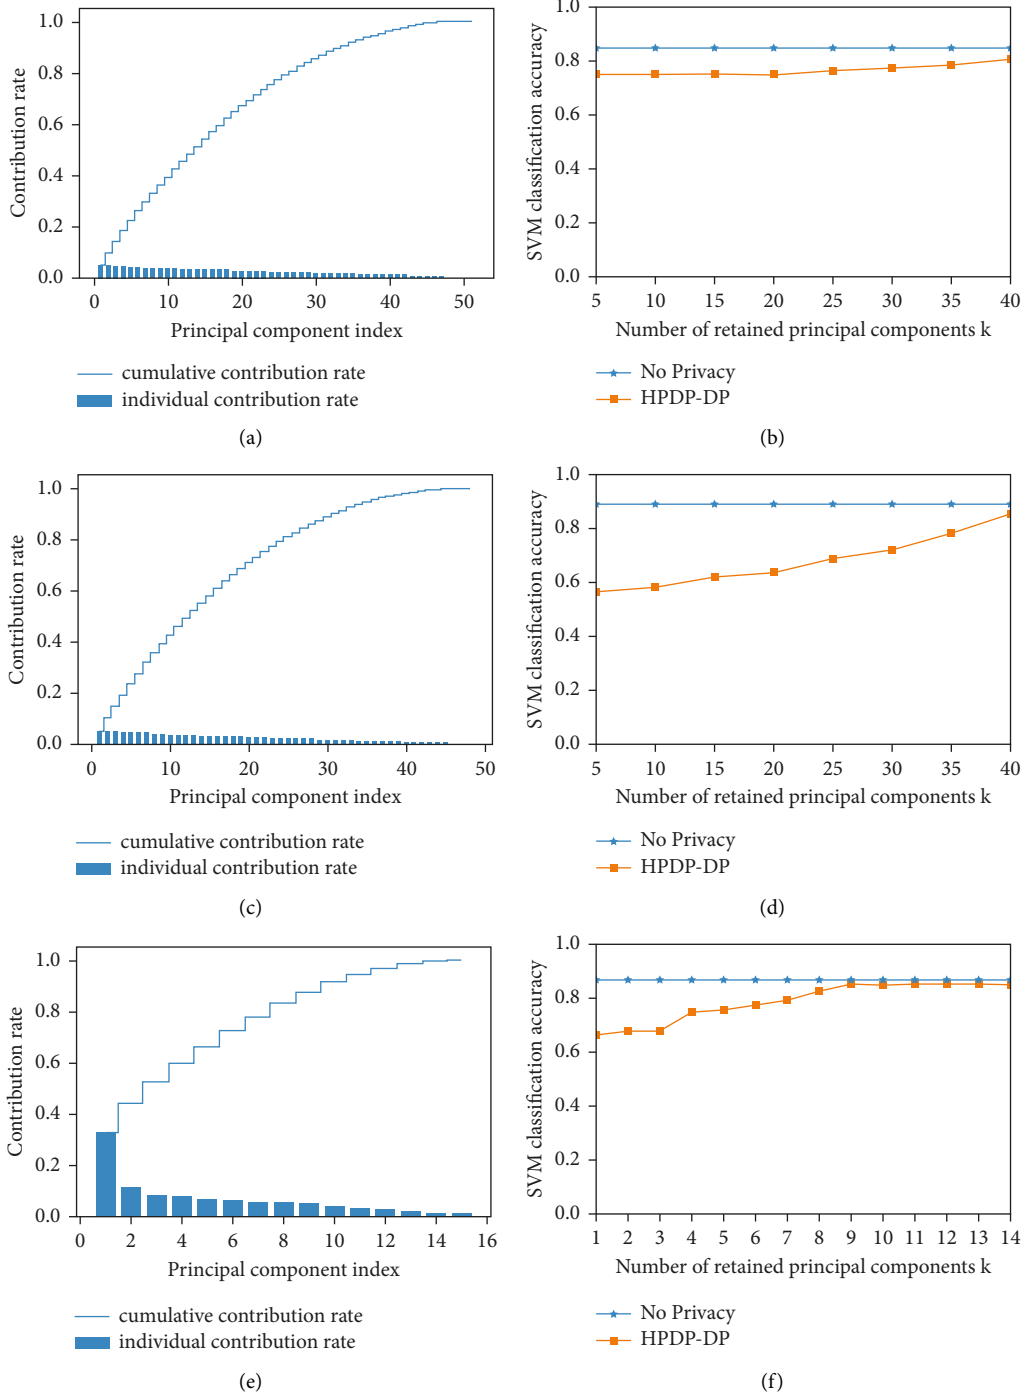 1.0
0.8
0.6
0.4
0.2
0.0
Contribution rate
0 10 20 30 40 50
Principal component index
cumulative contribution rate
individual contribution rate
(a)
1.0
0.8
0.6
0.4
0.2
0.0
SVM classification accuracy
5 10 15 20 25 30 35 40
Number of retained principal components k
No Privacy
HPDP-DP
(b)
1.0
0.8
0.6
0.4
0.2
0.0
Contribution rate
0 10 20 30 40 50
Principal component index
cumulative contribution rate
individual contribution rate
(c)
1.0
0.8
0.6
0.4
0.2
0.0
SVM classification accuracy
5 10 15 20 25 30 35 40
Number of retained principal components k
No Privacy
HPDP-DP
(d)
1.0
0.8
0.6
0.4
0.2
0.0
Contribution rate
0 2 4 6 8 10 12 14 16
Principal component index
cumulative contribution rate
individual contribution rate
(e)
1.0
0.8
0.6
0.4
0.2
0.0
SVM classification accuracy
1 2 3 4 5 6 7 8 9 10 11 12 13 14
Number of retained principal components k
No Privacy
HPDP-DP
(f)